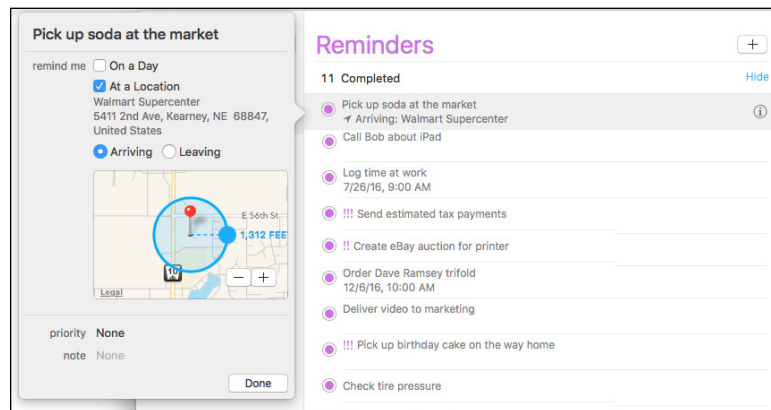 Pick up soda at the market
remind me On a Day
At a Location
Walmart Supercenter
5411 2nd Ave, Kearney, NE 68847,
United States
Arriving Leaving
E 56th St
1,312 FEE
10
Legal
priority None
note None
Done
Reminders
11 Completed Hide
Pick up soda at the market
Arriving: Walmart Supercenter
Call Bob about iPad
Log time at work
7/26/16, 9:00 AM
!!! Send estimated tax payments
!! Create eBay auction for printer
Order Dave Ramsey trifold
12/6/16, 10:00 AM
Deliver video to marketing
!!! Pick up birthday cake on the way home
Check tire pressure